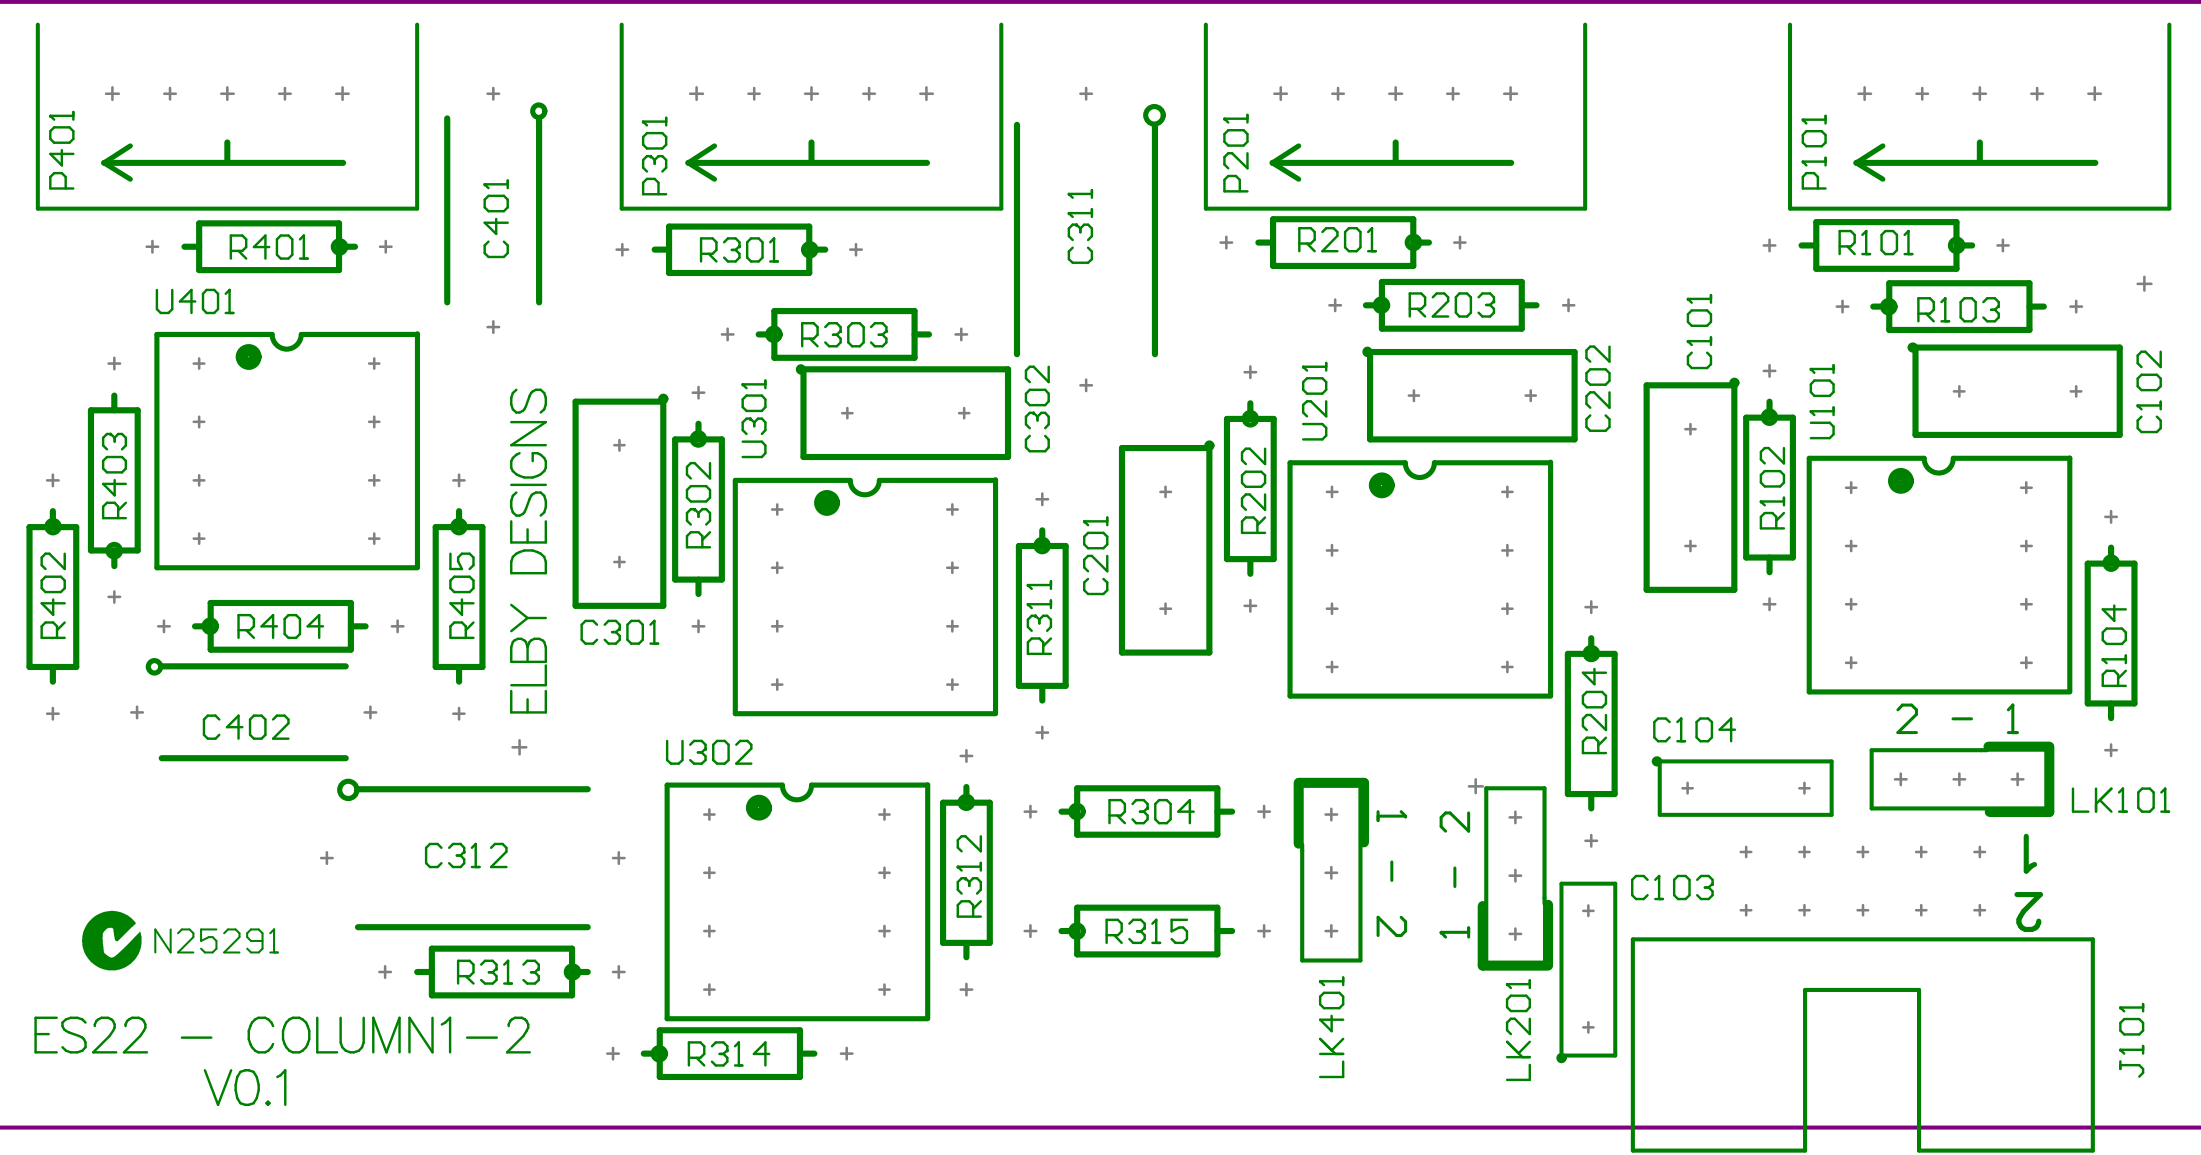 P401
C401
P301
C311
P201
P101
R401
R301
R201
R101
U401
R303
R203
R103
C101
R403
ELBY DESIGNS
U301
C302
U201
C202
U101
C102
R402
R405
R302
R202
R102
R404
C301
R311
C201
R104
C402
U302
R204
C104
2 - 1
LK101
C312
R312
R304
1 - 2
2 - 1
1
2
N25291
R313
R315
C103
ES22 - COLUMN1-2
V0.1
R314
LK401
LK201
J101